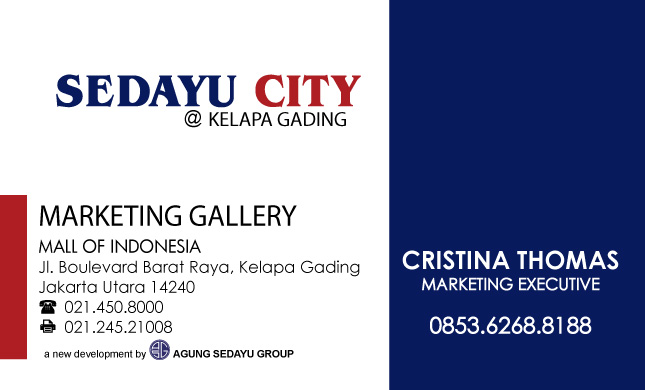 SEDAYU CITY
@ KELAPA GADING
MARKETING GALLERY
MALL OF INDONESIA
Jl. Boulevard Barat Raya, Kelapa Gading
Jakarta Utara 14240
021.450.8000
021.245.21008
a new development by AGUNG SEDAYU GROUP
CRISTINA THOMAS
MARKETING EXECUTIVE
0853.6268.8188